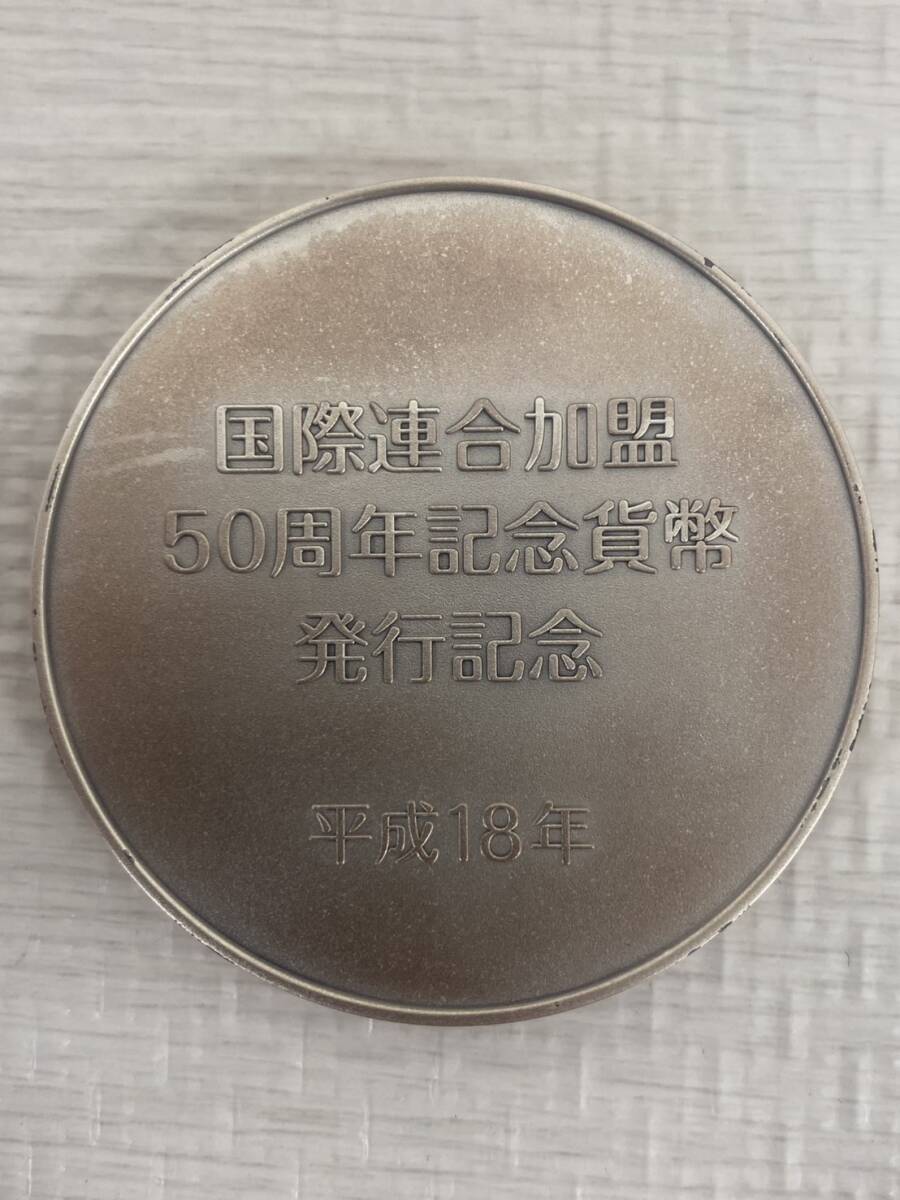 国際連合加盟
50周年記念貨幣
発行記念
平成18年